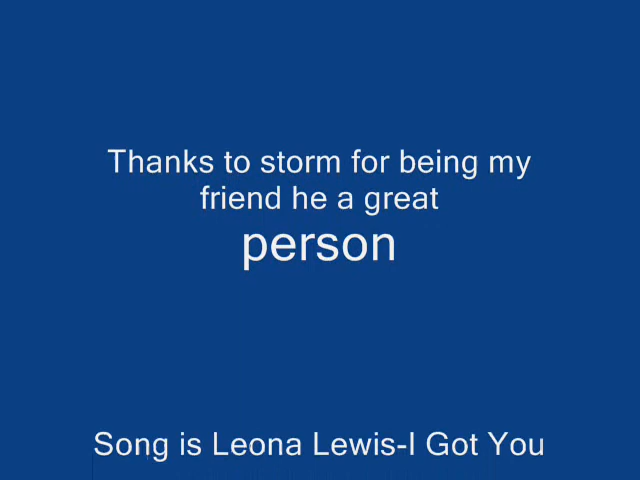 Thanks to storm for being my
friend he a great
person
Song is Leona Lewis-I Got You